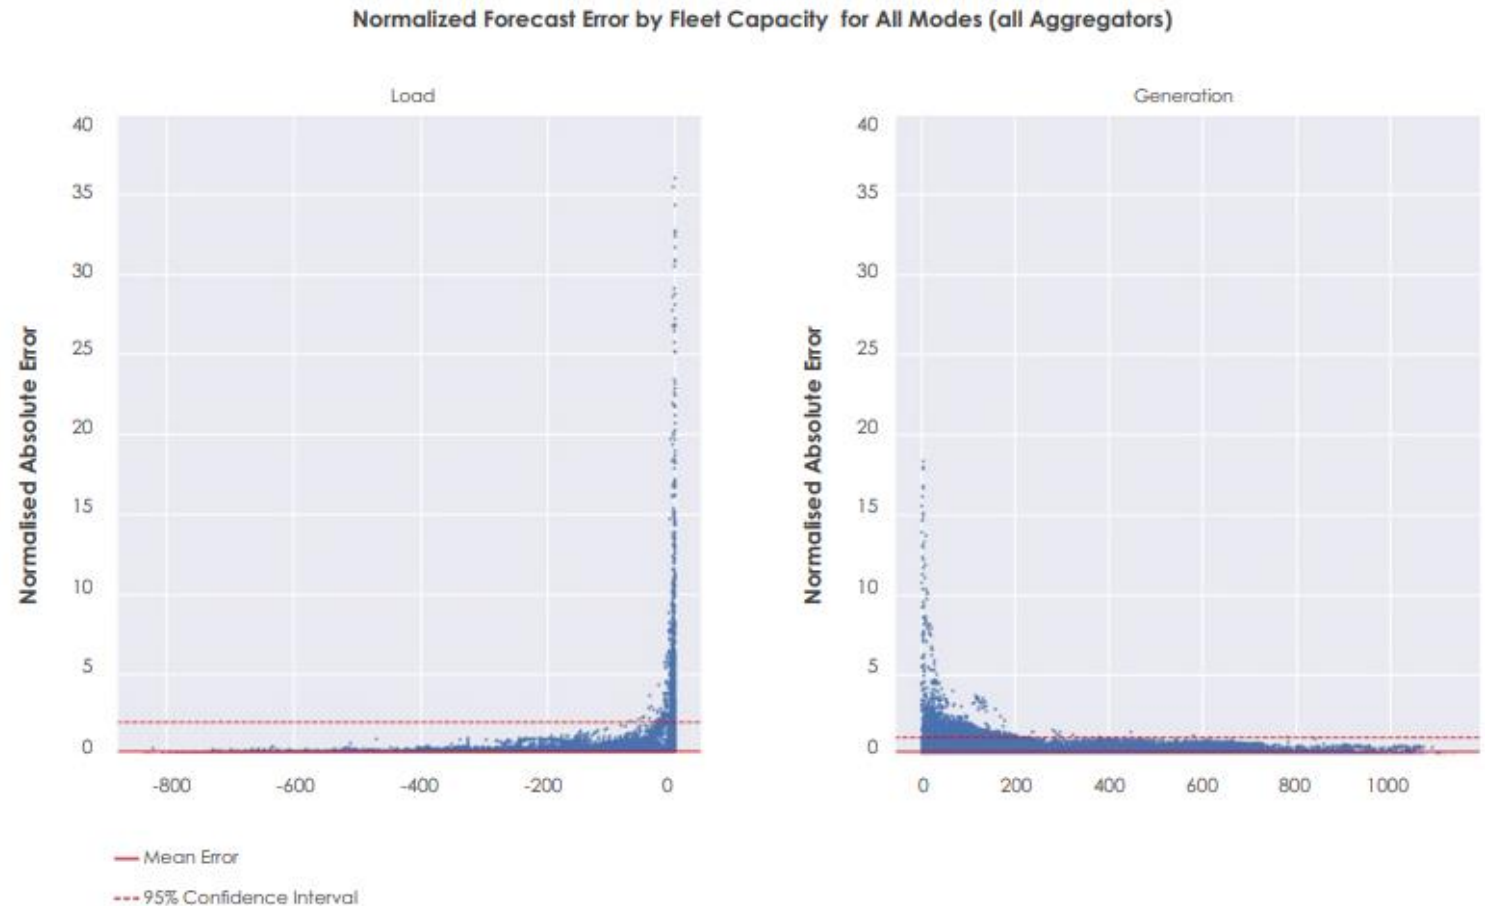 Normalized Forecast Error by Fleet Capacity for All Modes (all Aggregators)
Load
Normalised Absolute Error
40
35
30
25
20
15
10
5
0
-800 -600 -400 -200 0
Generation
Normalised Absolute Error
40
35
30
25
20
15
10
5
0
0 200 400 600 800 1000
Mean Error
95% Confidence Interval